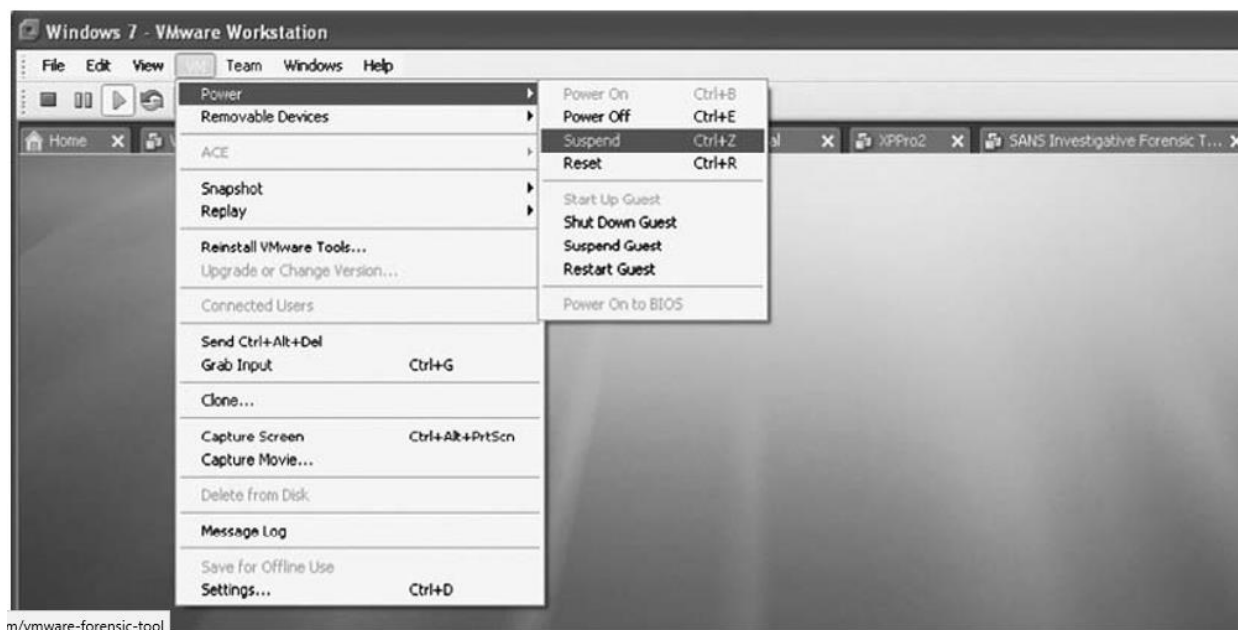 Windows 7 - VMware Workstation
File Edit View VM Team Windows Help
Home XPPro2 SANS Investigative Forensic T...
Power
Removable Devices
ACE
Snapshot
Replay
Reinstall VMware Tools...
Upgrade or Change Version...
Connected Users
Send Ctrl+Alt+Del
Grab Input Ctrl+G
Clone...
Capture Screen Ctrl+Alt+PrtScn
Capture Movie...
Delete from Disk
Message Log
Save for Offline Use
Settings... Ctrl+D
Power On Ctrl+B
Power Off Ctrl+E
Suspend Ctrl+Z
Reset Ctrl+R
Start Up Guest
Shut Down Guest
Suspend Guest
Restart Guest
Power On to BIOS
m/vmware-forensic-tool